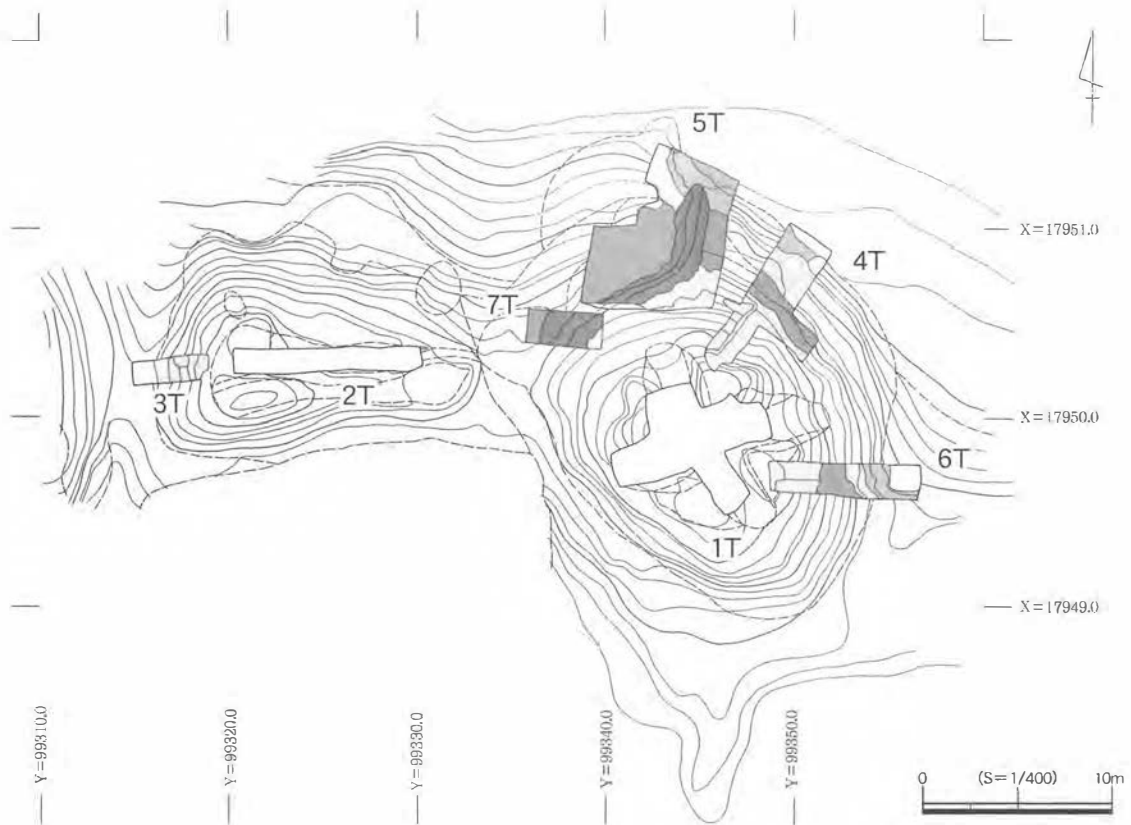 5T
X=17951.0
4T
7T
3T
2T
X=17950.0
6T
1T
X=17949.0
Y=99310.0
Y=99320.0
Y=99330.0
Y=99340.0
Y=99350.0
0 (S=1/400) 10m